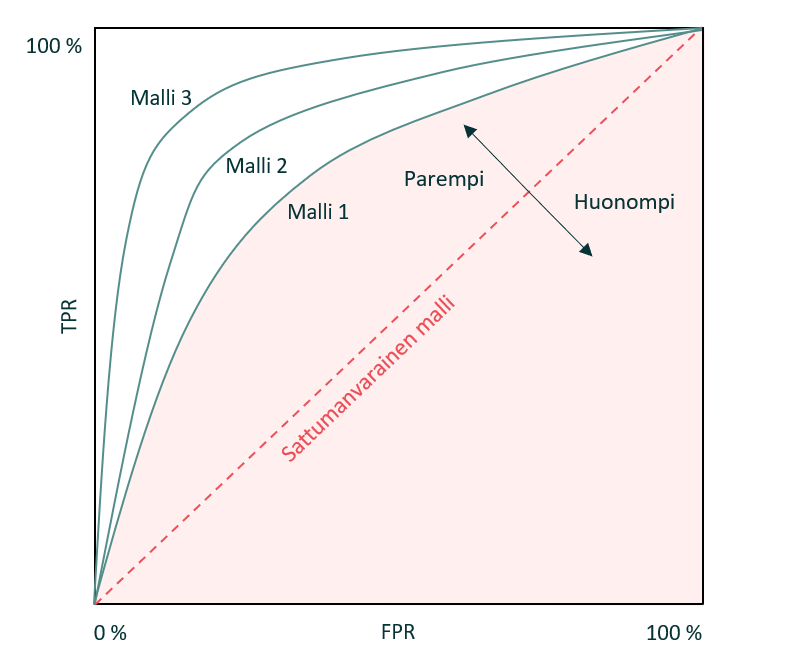 100 %
Malli 3
Malli 2
Parempi
Huonompi
Malli 1
TPR
Sattumanvarainen malli
0 %
FPR
100 %